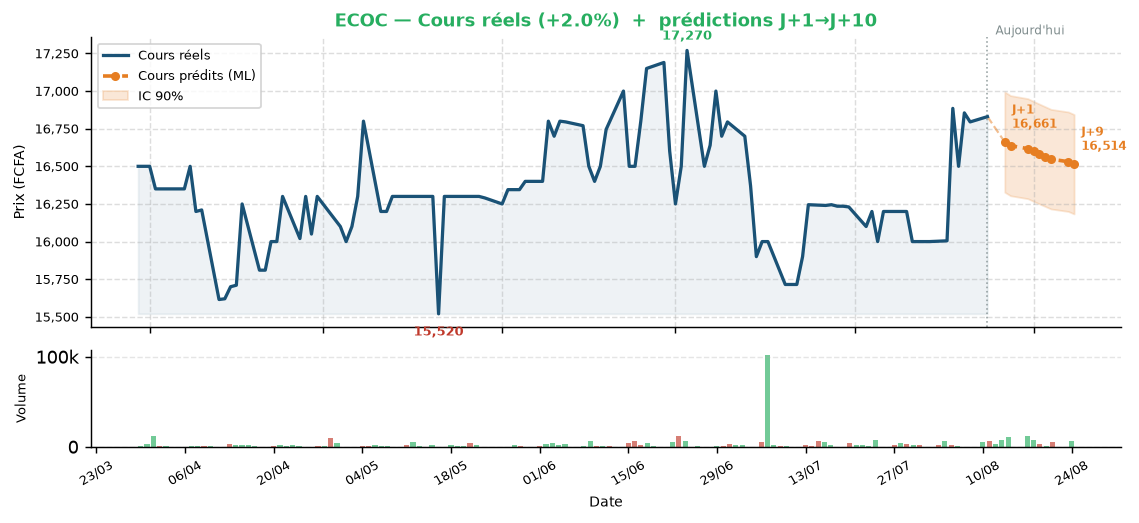 ECOC — Cours réels (+2.0%)  +  prédictions J+1→J+10
Aujourd'hui
17,270
Cours réels
Cours prédits (ML)
IC 90%
Prix (FCFA)
17,250
17,000
16,750
16,500
16,250
16,000
15,750
15,500
J+1
16,661
J+9
16,514
15,520
Volume
100k
0
23/03
06/04
20/04
04/05
18/05
01/06
15/06
29/06
13/07
27/07
10/08
24/08
Date